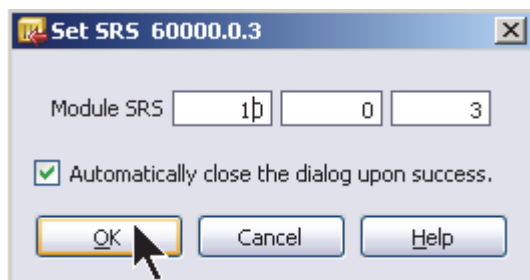 Set SRS 60000.0.3
Module SRS 10 0 3
Automatically close the dialog upon success.
OK Cancel Help